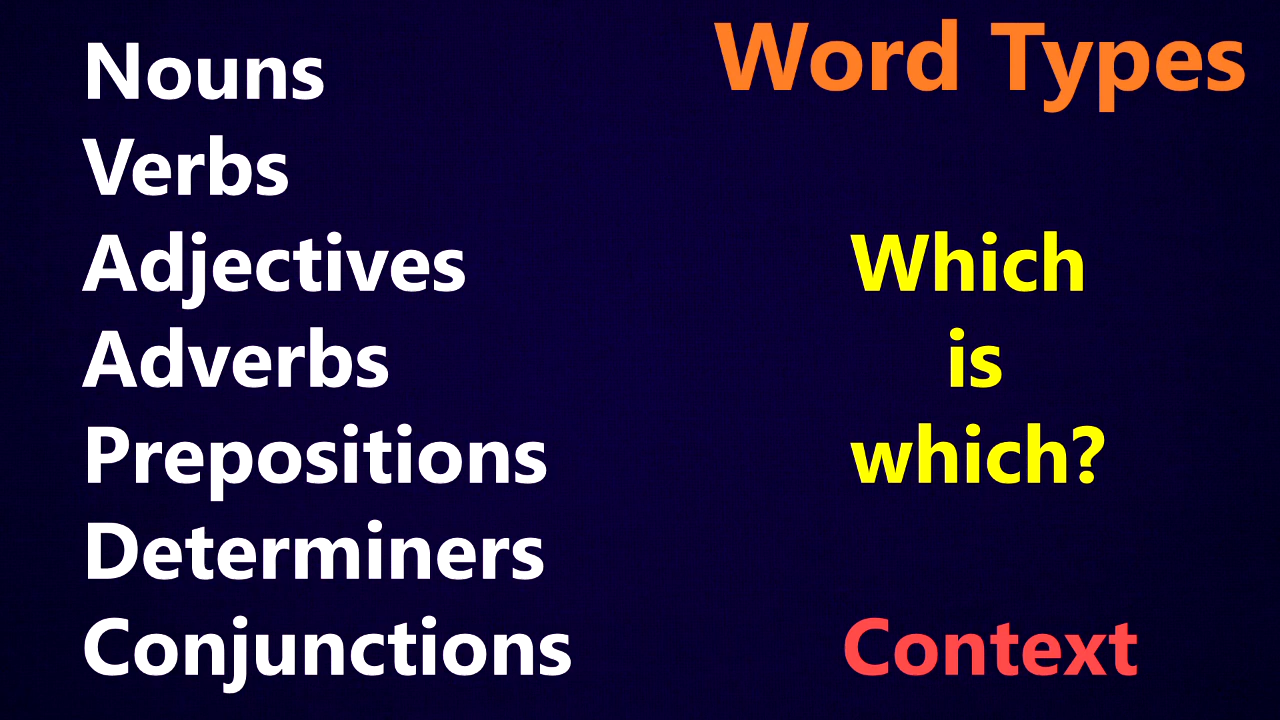 Word Types
Nouns
Verbs
Adjectives
Adverbs
Prepositions
Determiners
Conjunctions
Which
is
which?
Context